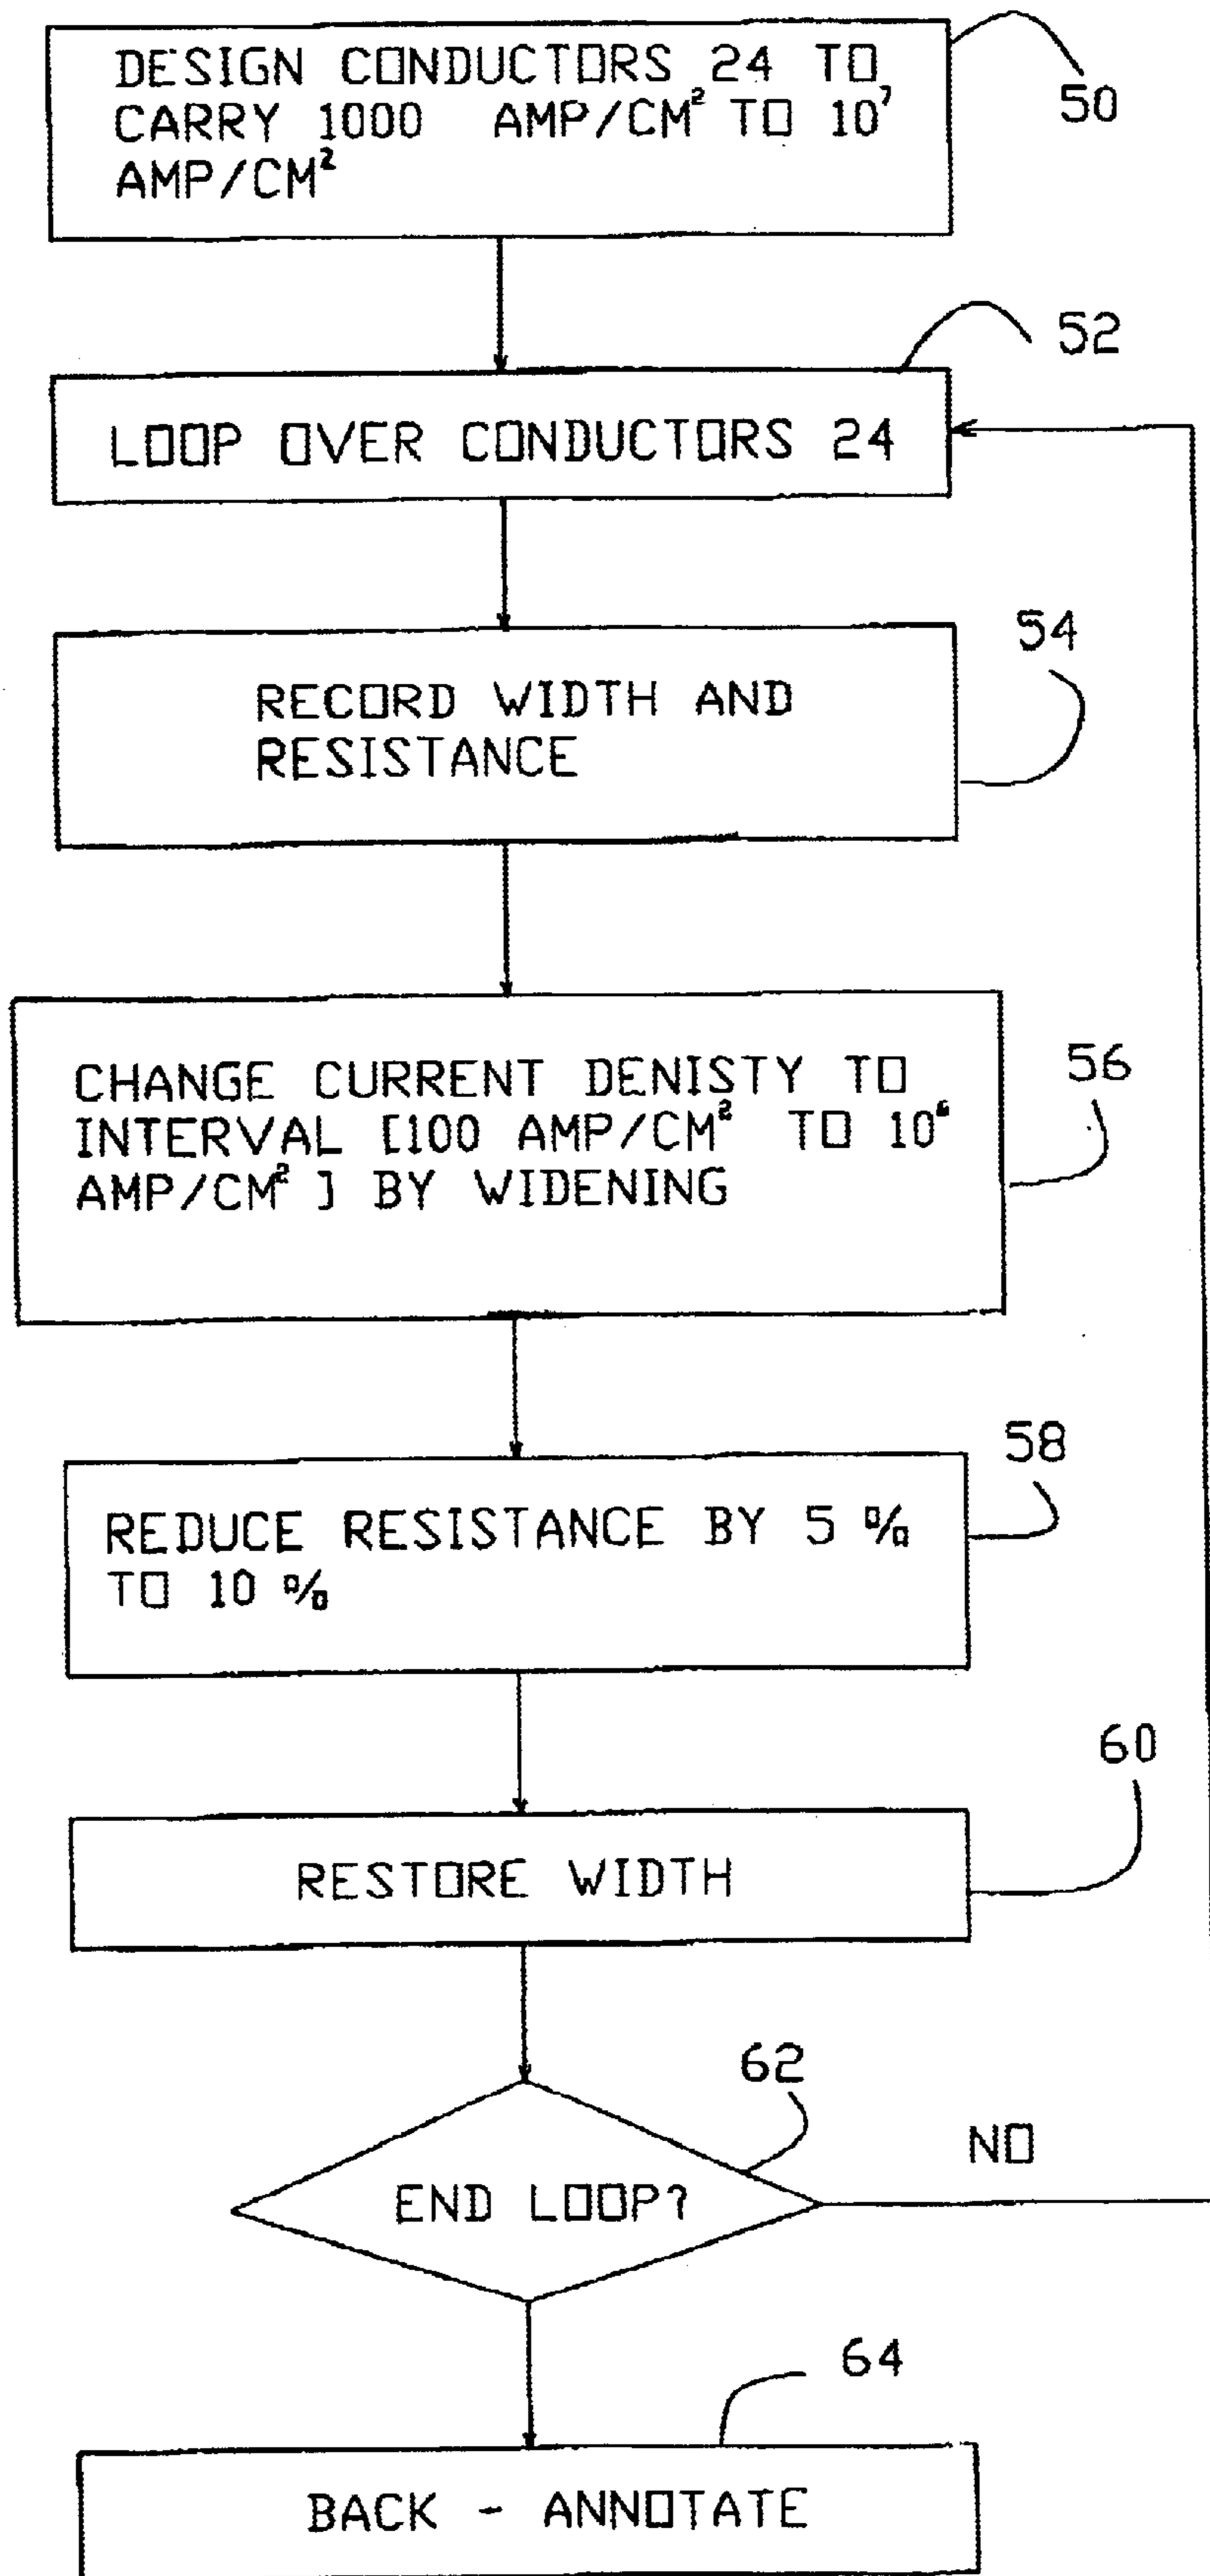 DESIGN CONDUCTORS 24 TO
CARRY 1000 AMP/CM² TO 10⁷
AMP/CM²
50
52
LOOP OVER CONDUCTORS 24
54
RECORD WIDTH AND
RESISTANCE
56
CHANGE CURRENT DENISTY TO
INTERVAL [100 AMP/CM² TO 10⁶
AMP/CM² ] BY WIDENING
58
REDUCE RESISTANCE BY 5 %
TO 10 %
60
RESTORE WIDTH
62
NO
END LOOP?
64
BACK - ANNOTATE